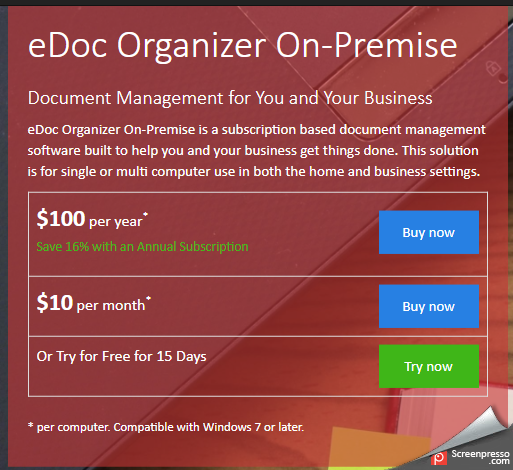 eDoc Organizer On-Premise
Document Management for You and Your Business
eDoc Organizer On-Premise is a subscription based document management
software built to help you and your business get things done. This solution
is for single or multi computer use in both the home and business settings.
$100 per year*
Save 16% with an Annual Subscription
Buy now
$10 per month*
Buy now
Or Try for Free for 15 Days
Try now
* per computer. Compatible with Windows 7 or later.
Screenpresso
.com